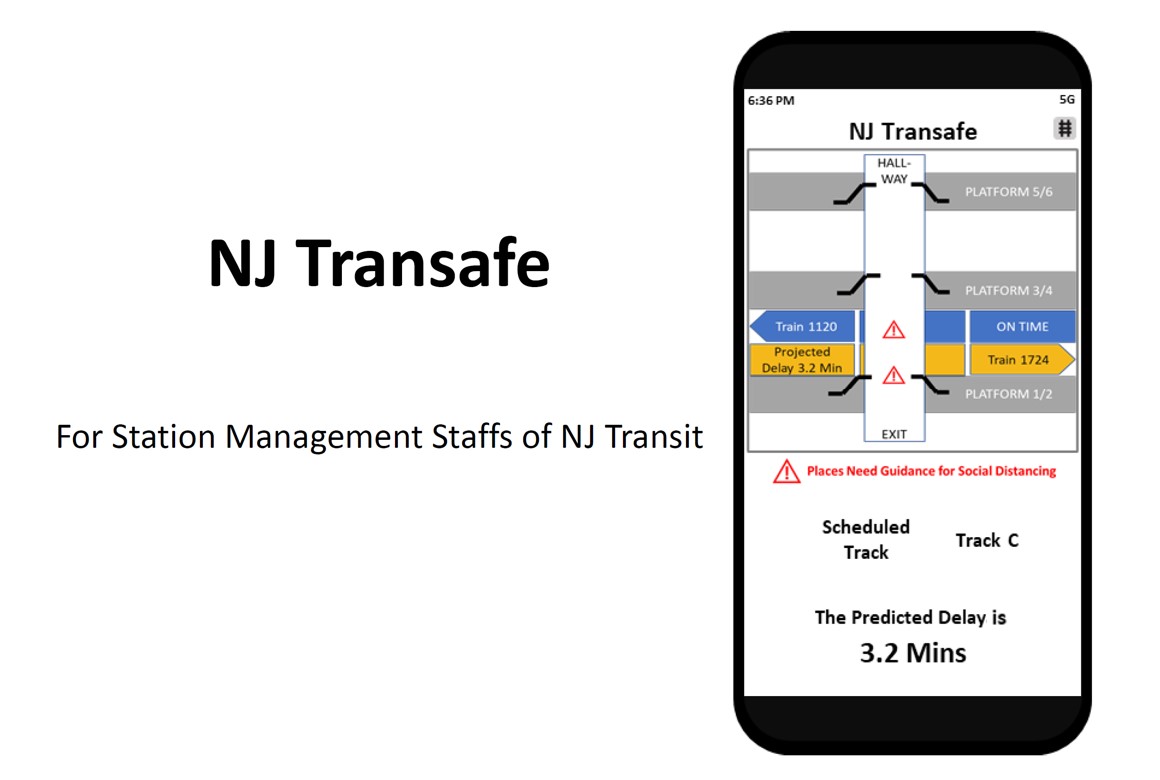 NJ Transafe
For Station Management Staffs of NJ Transit
6:36 PM
5G
NJ Transafe
#
HALL-
WAY
PLATFORM 5/6
PLATFORM 3/4
Train 1120
ON TIME
Projected
Delay 3.2 Min
Train 1724
PLATFORM 1/2
EXIT
Places Need Guidance for Social Distancing
Scheduled
Track
Track C
The Predicted Delay is
3.2 Mins